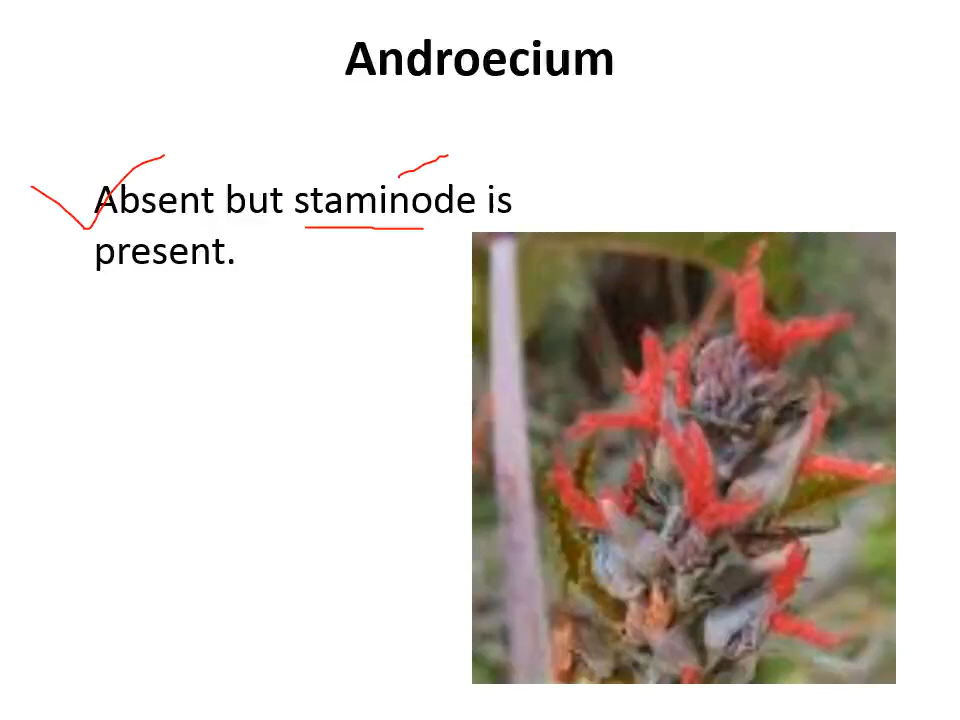 Androecium
Absent but staminode is
present.